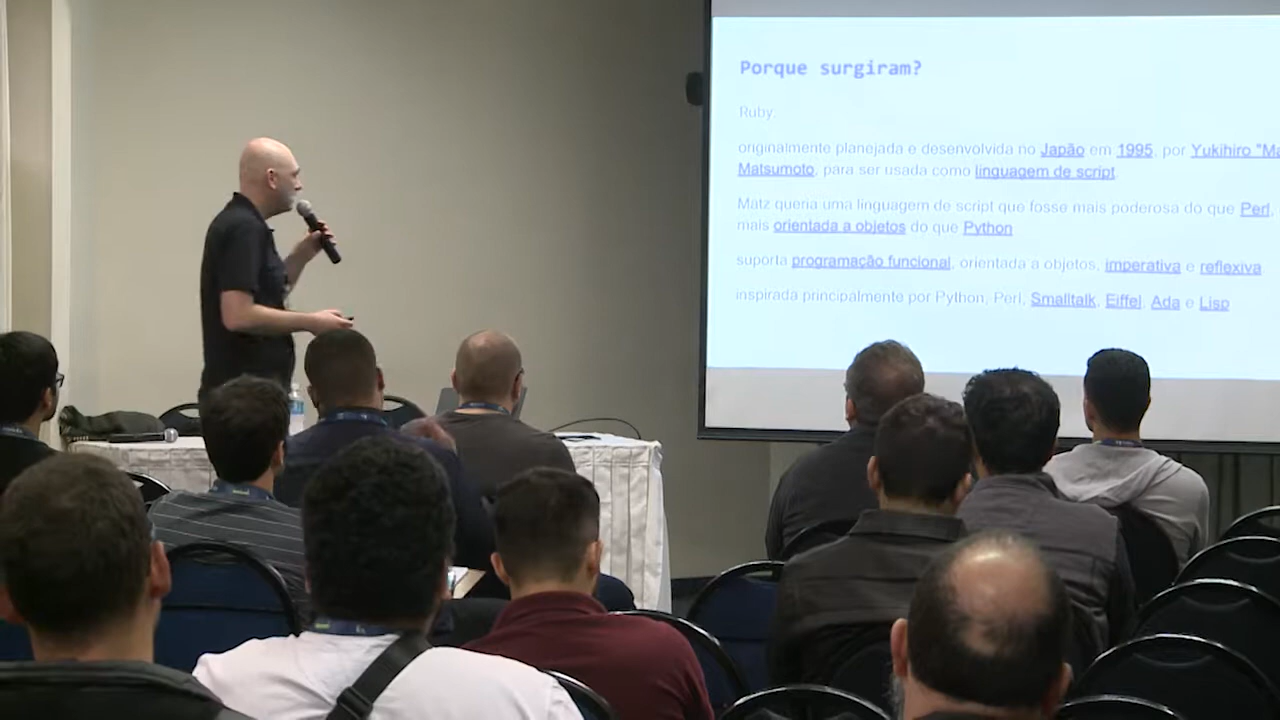 Porque surgiram?
Ruby:
originalmente planejada e desenvolvida no Japão em 1995, por Yukihiro "Ma
Matsumoto, para ser usada como linguagem de script
Matz queria uma linguagem de script que fosse mais poderosa do que Perl,
mais orientada a objetos do que Python
suporta programação funcional, orientada a objetos, imperativa e reflexiva
inspirada principalmente por Python, Perl, Smalltalk, Eiffel, Ada e Lisp